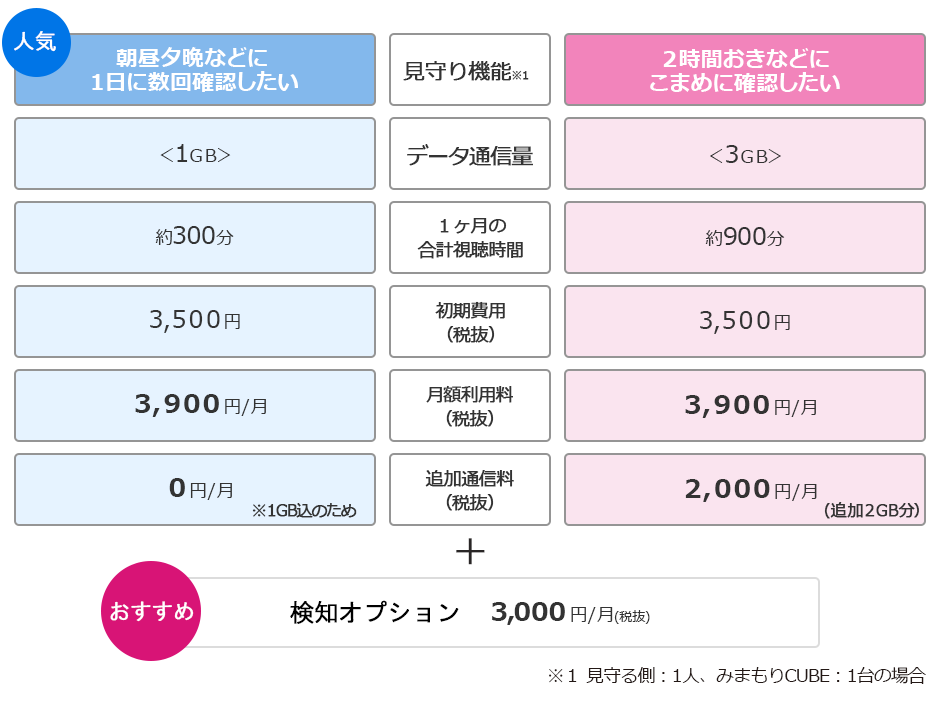 人気
朝昼夕晩などに
1日に数回確認したい
見守り機能※1
2時間おきなどに
こまめに確認したい
＜1GB＞
データ通信量
＜3GB＞
約300分
１ヶ月の
合計視聴時間
約900分
3,500円
初期費用
（税抜）
3,500円
3,900円/月
月額利用料
（税抜）
3,900円/月
0円/月
※1GB込のため
追加通信料
（税抜）
2,000円/月
（追加2GB分）
＋
おすすめ
検知オプション 3,000円/月(税抜)
※１ 見守る側：1人、みまもりCUBE：1台の場合